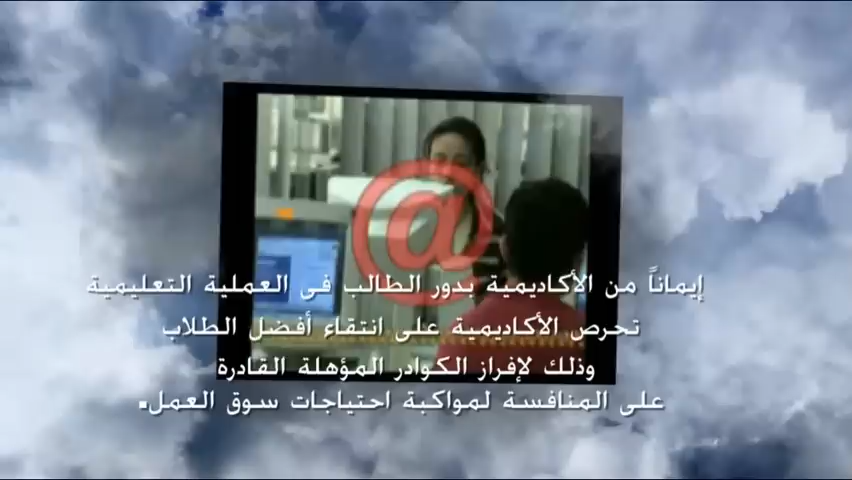 @
إيماناً من الأكاديمية بدور الطالب فى العملية التعليمية
تحرص الأكاديمية على انتقاء أفضل الطلاب
وذلك لإفراز الكوادر المؤهلة القادرة
على المنافسة لمواكبة احتياجات سوق العمل.